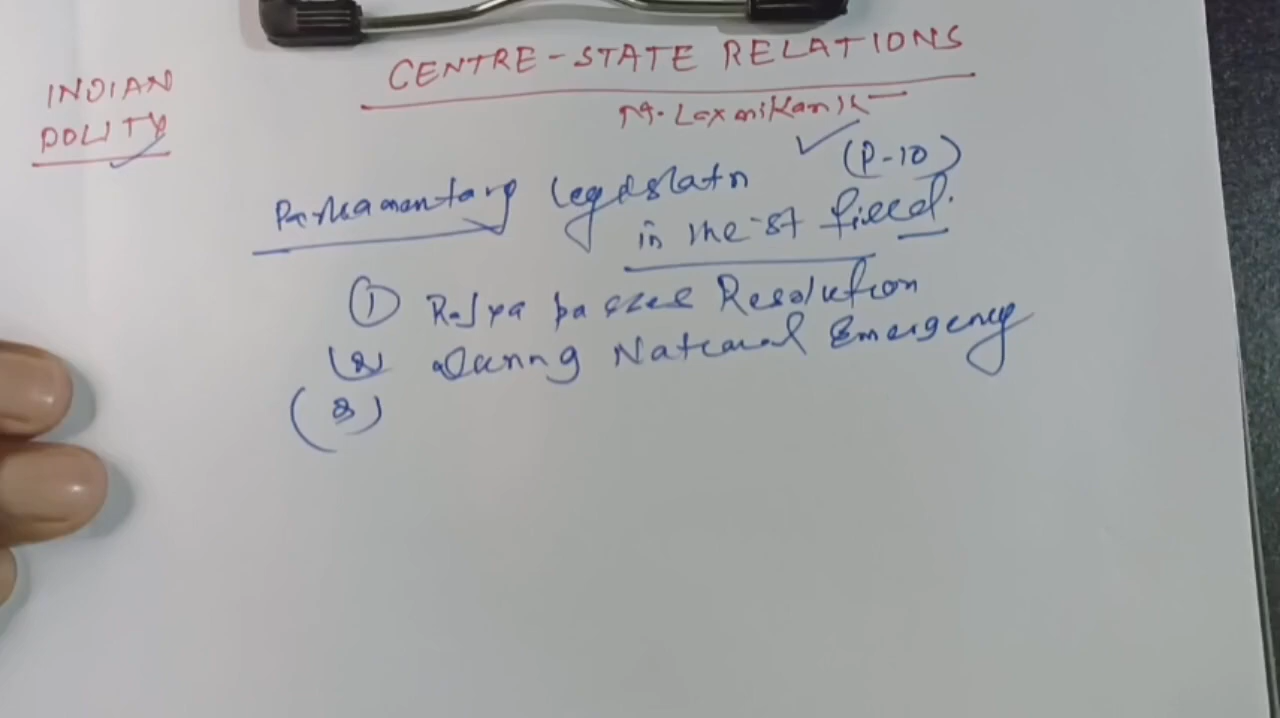 CENTRE-STATE RELATIONS
INDIAN
POLITY
M. Laxmikanth
(P-10)
Parliamentary legislatn
in the st field.
① Rajya passes Resolution
(2) during National Emergency
(3)